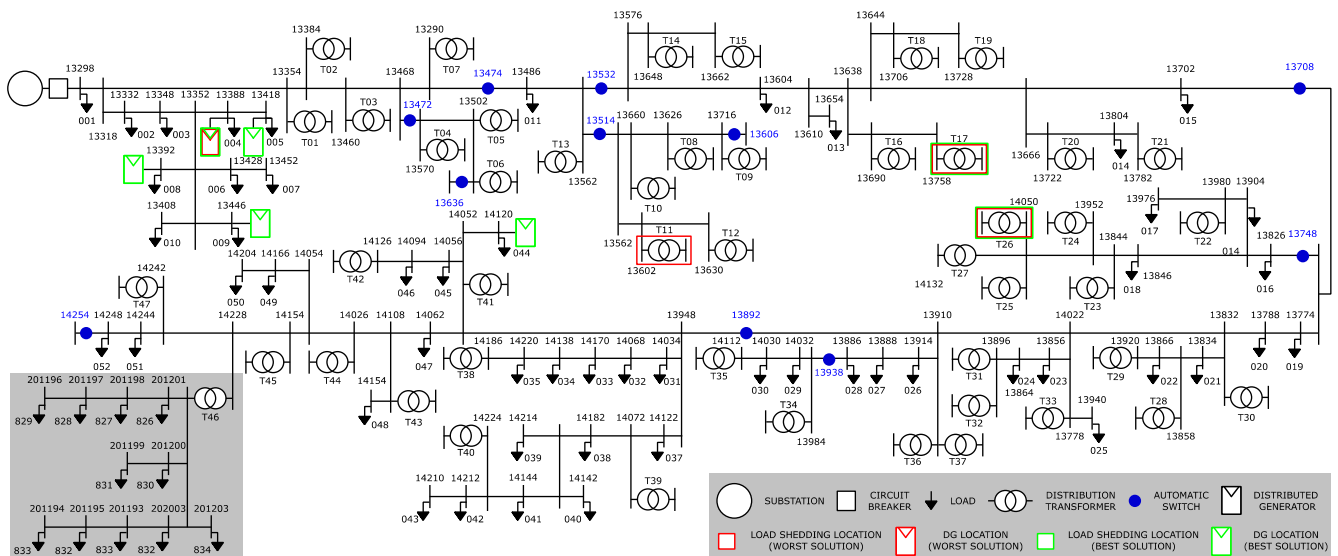 13298
001
13318
13332
002
13348
003
13352
13388
004
13418
005
13354
13384
T02
T01
T03
13460
13468
13290
T07
13472
13474
13502
T04
T05
13570
T06
13636
13486
011
13532
13514
T13
13562
13576
T14
13648
T15
13662
13604
012
13660
13626
13716
13606
T08
T09
T10
13562
T11
13602
T12
13630
13638
13654
13610
013
13644
T18
13706
T19
13728
T16
13690
T17
13758
13666
T20
13722
13804
014
T21
13782
13702
015
13708
13392
008
13428
006
13452
007
13408
010
13446
009
14050
T26
13952
T24
T27
14132
T25
T23
13844
018
13846
13976
017
13980
T22
13904
014
13826
016
13748
14052
14120
044
14126
T42
14094
046
14056
045
T41
14204
050
14166
049
14054
14242
T47
14254
14248
052
14244
051
14228
T46
14154
T45
14026
T44
14108
14154
048
T43
14062
047
14186
T38
14220
035
14138
034
14170
033
14068
032
14034
031
13948
13892
14112
T35
14030
030
14032
029
T34
13984
13938
13886
028
13888
027
13914
026
13910
T36
T37
14022
13896
T31
T32
13864
024
13856
023
T33
13778
13940
025
13832
13920
T29
13866
022
13834
021
T28
13858
T30
13788
020
13774
019
14224
T40
14214
039
14182
038
14072
14122
037
T39
14210
043
14212
042
14144
041
14142
040
201196
829
201197
828
201198
827
201201
826
201199
831
201200
830
201194
833
201195
832
201193
833
202003
832
201203
834
SUBSTATION
CIRCUIT
BREAKER
LOAD
DISTRIBUTION
TRANSFORMER
AUTOMATIC
SWITCH
DISTRIBUTED
GENERATOR
LOAD SHEDDING LOCATION
(WORST SOLUTION)
DG LOCATION
(WORST SOLUTION)
LOAD SHEDDING LOCATION
(BEST SOLUTION)
DG LOCATION
(BEST SOLUTION)